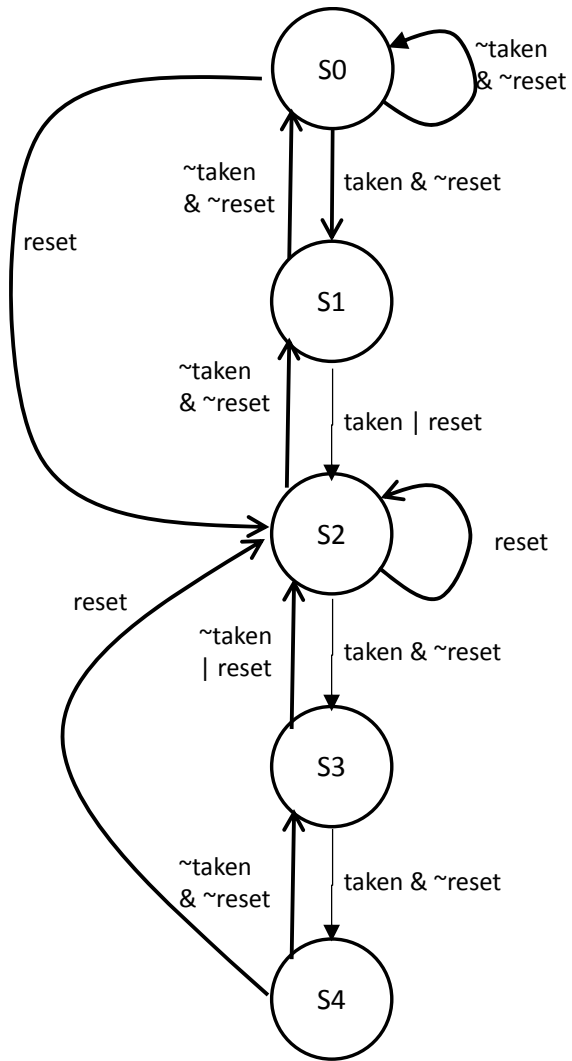 S0
~taken
& ~reset
~taken
& ~reset
taken & ~reset
reset
S1
~taken
& ~reset
taken | reset
S2
reset
reset
~taken
| reset
taken & ~reset
S3
~taken
& ~reset
taken & ~reset
S4